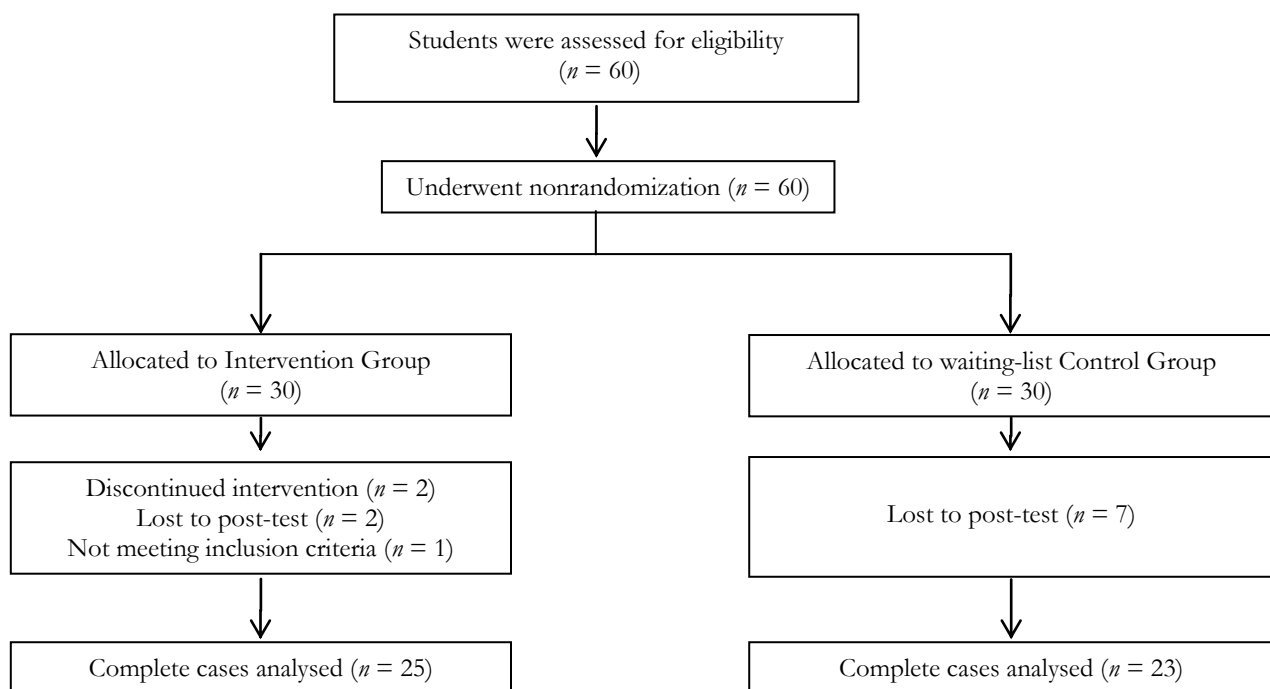 Students were assessed for eligibility
(n = 60)
Underwent nonrandomization (n = 60)
Allocated to Intervention Group
(n = 30)
Allocated to waiting-list Control Group
(n = 30)
Discontinued intervention (n = 2)
Lost to post-test (n = 2)
Not meeting inclusion criteria (n = 1)
Lost to post-test (n = 7)
Complete cases analysed (n = 25)
Complete cases analysed (n = 23)